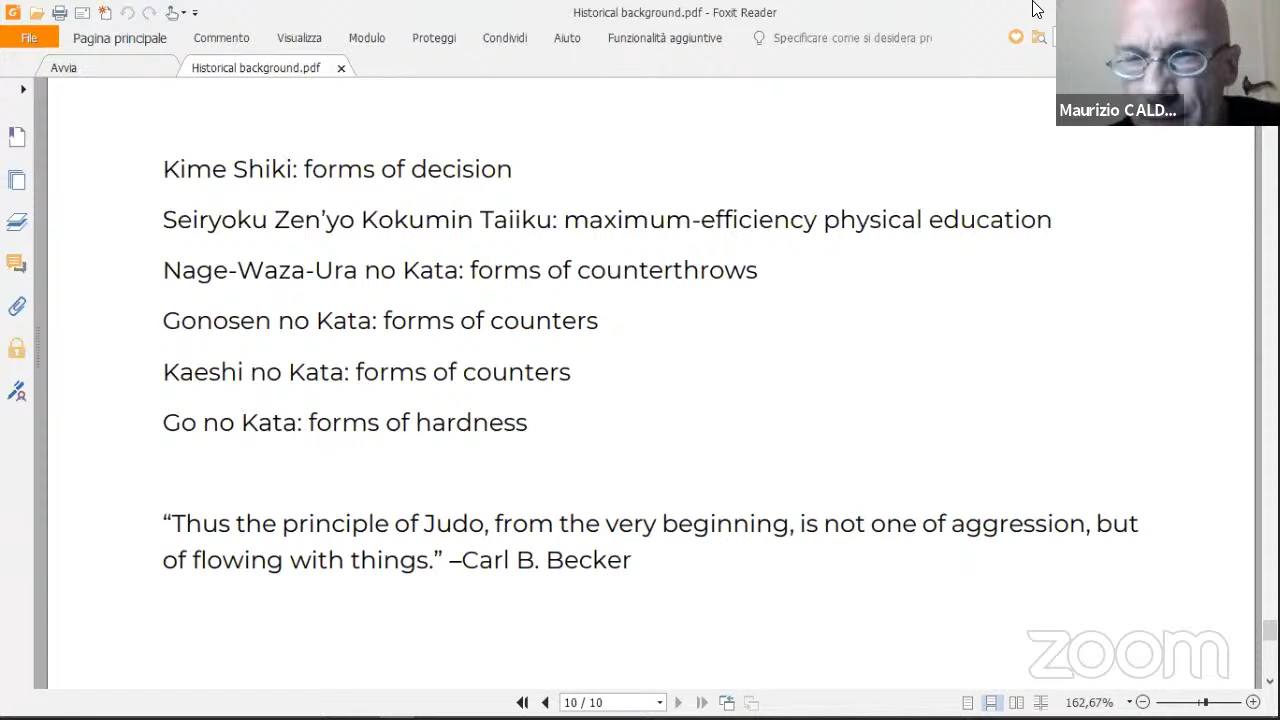 Historical background.pdf - Foxit Reader
File Pagina principale Commento Visualizza Modulo Proteggi Condividi Aiuto Funzionalità aggiuntive Specificare come si desidera pro
Avvia Historical background.pdf
Maurizio CALD...
Kime Shiki: forms of decision
Seiryoku Zen’yo Kokumin Taiiku: maximum-efficiency physical education
Nage-Waza-Ura no Kata: forms of counterthrows
Gonosen no Kata: forms of counters
Kaeshi no Kata: forms of counters
Go no Kata: forms of hardness
“Thus the principle of Judo, from the very beginning, is not one of aggression, but
of flowing with things.” –Carl B. Becker
zoom
10 / 10 162,67%